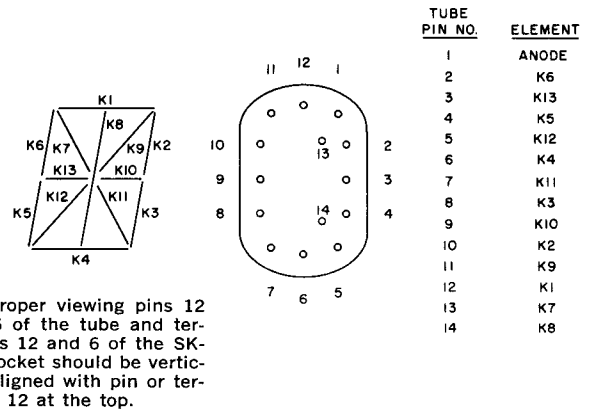 K1
K8
K6 K7 K9 K2
K13 K10
K12 K11
K5 K3
K4
11 12 1
10 2
13
9 3
8 14 4
7 6 5
TUBE
PIN NO. ELEMENT
1 ANODE
2 K6
3 K13
4 K5
5 K12
6 K4
7 K11
8 K3
9 K10
10 K2
11 K9
12 K1
13 K7
14 K8
roper viewing pins 12
6 of the tube and ter-
s 12 and 6 of the SK-
ocket should be vertic-
ligned with pin or ter-
12 at the top.